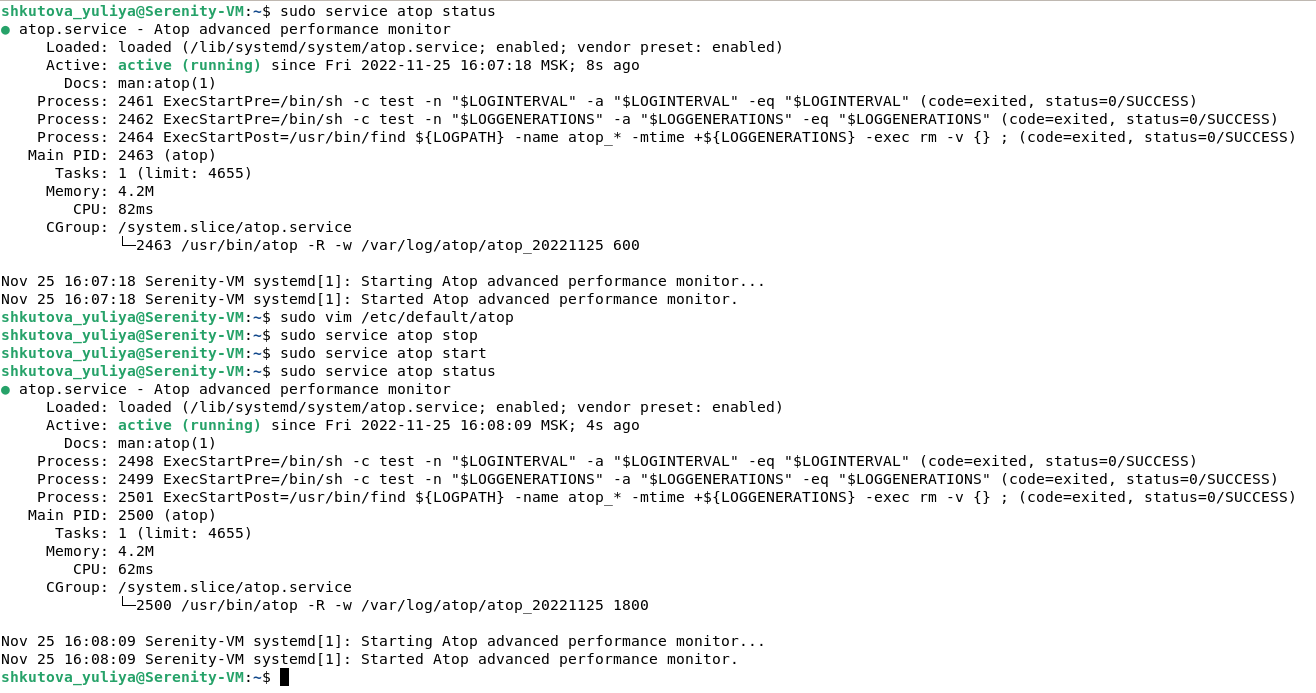 shkutova_yuliya@Serenity-VM:~$ sudo service atop status
● atop.service - Atop advanced performance monitor
     Loaded: loaded (/lib/systemd/system/atop.service; enabled; vendor preset: enabled)
     Active: active (running) since Fri 2022-11-25 16:07:18 MSK; 8s ago
       Docs: man:atop(1)
    Process: 2461 ExecStartPre=/bin/sh -c test -n "$LOGINTERVAL" -a "$LOGINTERVAL" -eq "$LOGINTERVAL" (code=exited, status=0/SUCCESS)
    Process: 2462 ExecStartPre=/bin/sh -c test -n "$LOGGENERATIONS" -a "$LOGGENERATIONS" -eq "$LOGGENERATIONS" (code=exited, status=0/SUCCESS)
    Process: 2464 ExecStartPost=/usr/bin/find ${LOGPATH} -name atop_* -mtime +${LOGGENERATIONS} -exec rm -v {} ; (code=exited, status=0/SUCCESS)
   Main PID: 2463 (atop)
      Tasks: 1 (limit: 4655)
     Memory: 4.2M
        CPU: 82ms
     CGroup: /system.slice/atop.service
             └─2463 /usr/bin/atop -R -w /var/log/atop/atop_20221125 600

Nov 25 16:07:18 Serenity-VM systemd[1]: Starting Atop advanced performance monitor...
Nov 25 16:07:18 Serenity-VM systemd[1]: Started Atop advanced performance monitor.
shkutova_yuliya@Serenity-VM:~$ sudo vim /etc/default/atop
shkutova_yuliya@Serenity-VM:~$ sudo service atop stop
shkutova_yuliya@Serenity-VM:~$ sudo service atop start
shkutova_yuliya@Serenity-VM:~$ sudo service atop status
● atop.service - Atop advanced performance monitor
     Loaded: loaded (/lib/systemd/system/atop.service; enabled; vendor preset: enabled)
     Active: active (running) since Fri 2022-11-25 16:08:09 MSK; 4s ago
       Docs: man:atop(1)
    Process: 2498 ExecStartPre=/bin/sh -c test -n "$LOGINTERVAL" -a "$LOGINTERVAL" -eq "$LOGINTERVAL" (code=exited, status=0/SUCCESS)
    Process: 2499 ExecStartPre=/bin/sh -c test -n "$LOGGENERATIONS" -a "$LOGGENERATIONS" -eq "$LOGGENERATIONS" (code=exited, status=0/SUCCESS)
    Process: 2501 ExecStartPost=/usr/bin/find ${LOGPATH} -name atop_* -mtime +${LOGGENERATIONS} -exec rm -v {} ; (code=exited, status=0/SUCCESS)
   Main PID: 2500 (atop)
      Tasks: 1 (limit: 4655)
     Memory: 4.2M
        CPU: 62ms
     CGroup: /system.slice/atop.service
             └─2500 /usr/bin/atop -R -w /var/log/atop/atop_20221125 1800

Nov 25 16:08:09 Serenity-VM systemd[1]: Starting Atop advanced performance monitor...
Nov 25 16:08:09 Serenity-VM systemd[1]: Started Atop advanced performance monitor.
shkutova_yuliya@Serenity-VM:~$